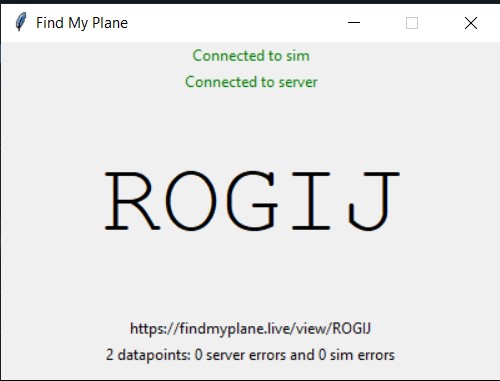 Find My Plane
Connected to sim
Connected to server
ROGIJ
https://findmyplane.live/view/ROGIJ
2 datapoints: 0 server errors and 0 sim errors